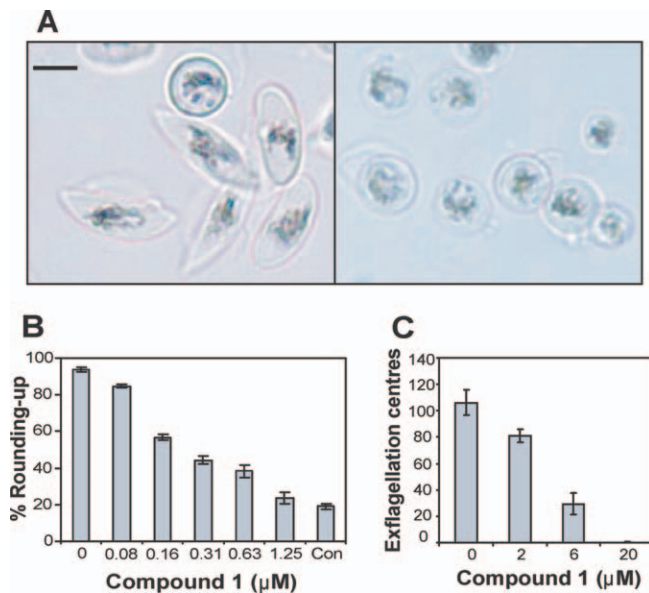 A
B
% Rounding-up
100
80
60
40
20
0
0 0.08 0.16 0.31 0.63 1.25 Con
Compound 1 (µM)
C
Exflagellation centres
140
120
100
80
60
40
20
0
0 2 6 20
Compound 1 (µM)